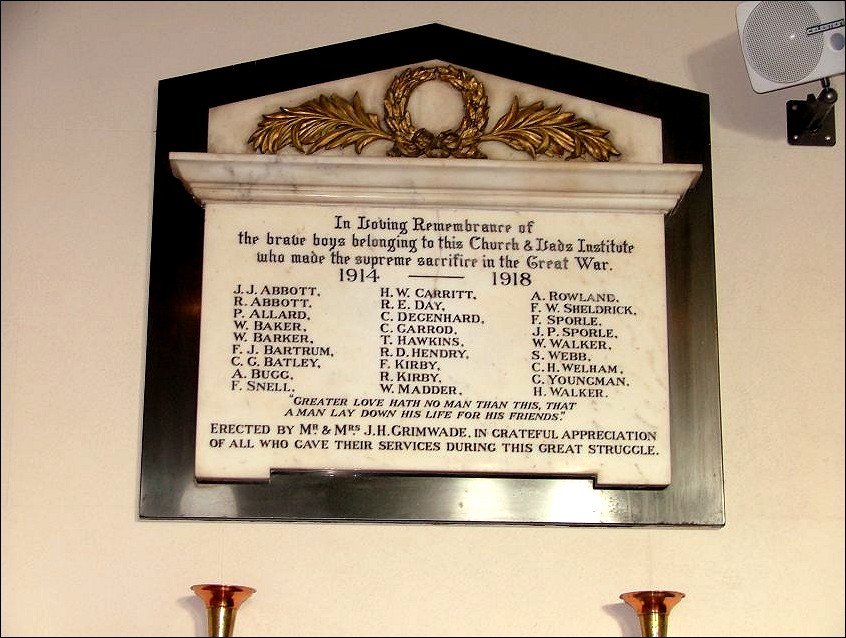 In Loving Remembrance of
the brave boys belonging to this Church & Lads Institute
who made the supreme sacrifice in the Great War.
1914 — 1918
J. J. ABBOTT. H. W. CARRITT. A. ROWLAND.
R. ABBOTT. R. E. DAY. F. W. SHELDRICK.
P. ALLARD. C. DEGENHARD. F. SPORLE.
W. BAKER. C. GARROD. J. P. SPORLE.
W. BARKER. T. HAWKINS. W. WALKER.
F. J. BARTRUM. R. D. HENDRY. S. WEBB.
C. G. BATLEY. F. KIRBY. C. H. WELHAM.
A. BUGG. R. KIRBY. G. YOUNGMAN.
F. SNELL. W. MADDER. H. WALKER.
"GREATER LOVE HATH NO MAN THAN THIS, THAT
A MAN LAY DOWN HIS LIFE FOR HIS FRIENDS."
ERECTED BY MR. & MRS J. H. GRIMWADE, IN GRATEFUL APPRECIATION
OF ALL WHO GAVE THEIR SERVICES DURING THIS GREAT STRUGGLE.